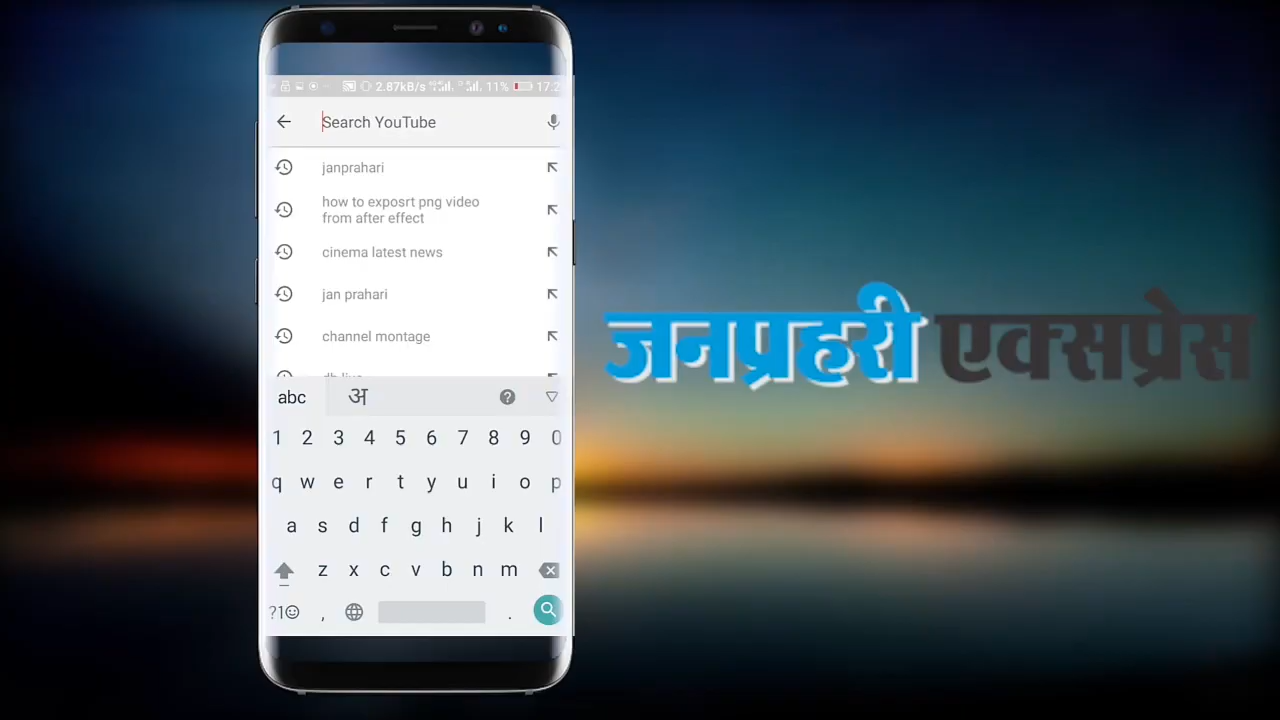 2.87kB/s 11% 17:2
Search YouTube
janprahari
how to exposrt png video
from after effect
cinema latest news
jan prahari
channel montage
abc अ ?
1 2 3 4 5 6 7 8 9 0
q w e r t y u i o p
a s d f g h j k l
z x c v b n m
?1☺ , .
जनप्रहरी एक्सप्रेस